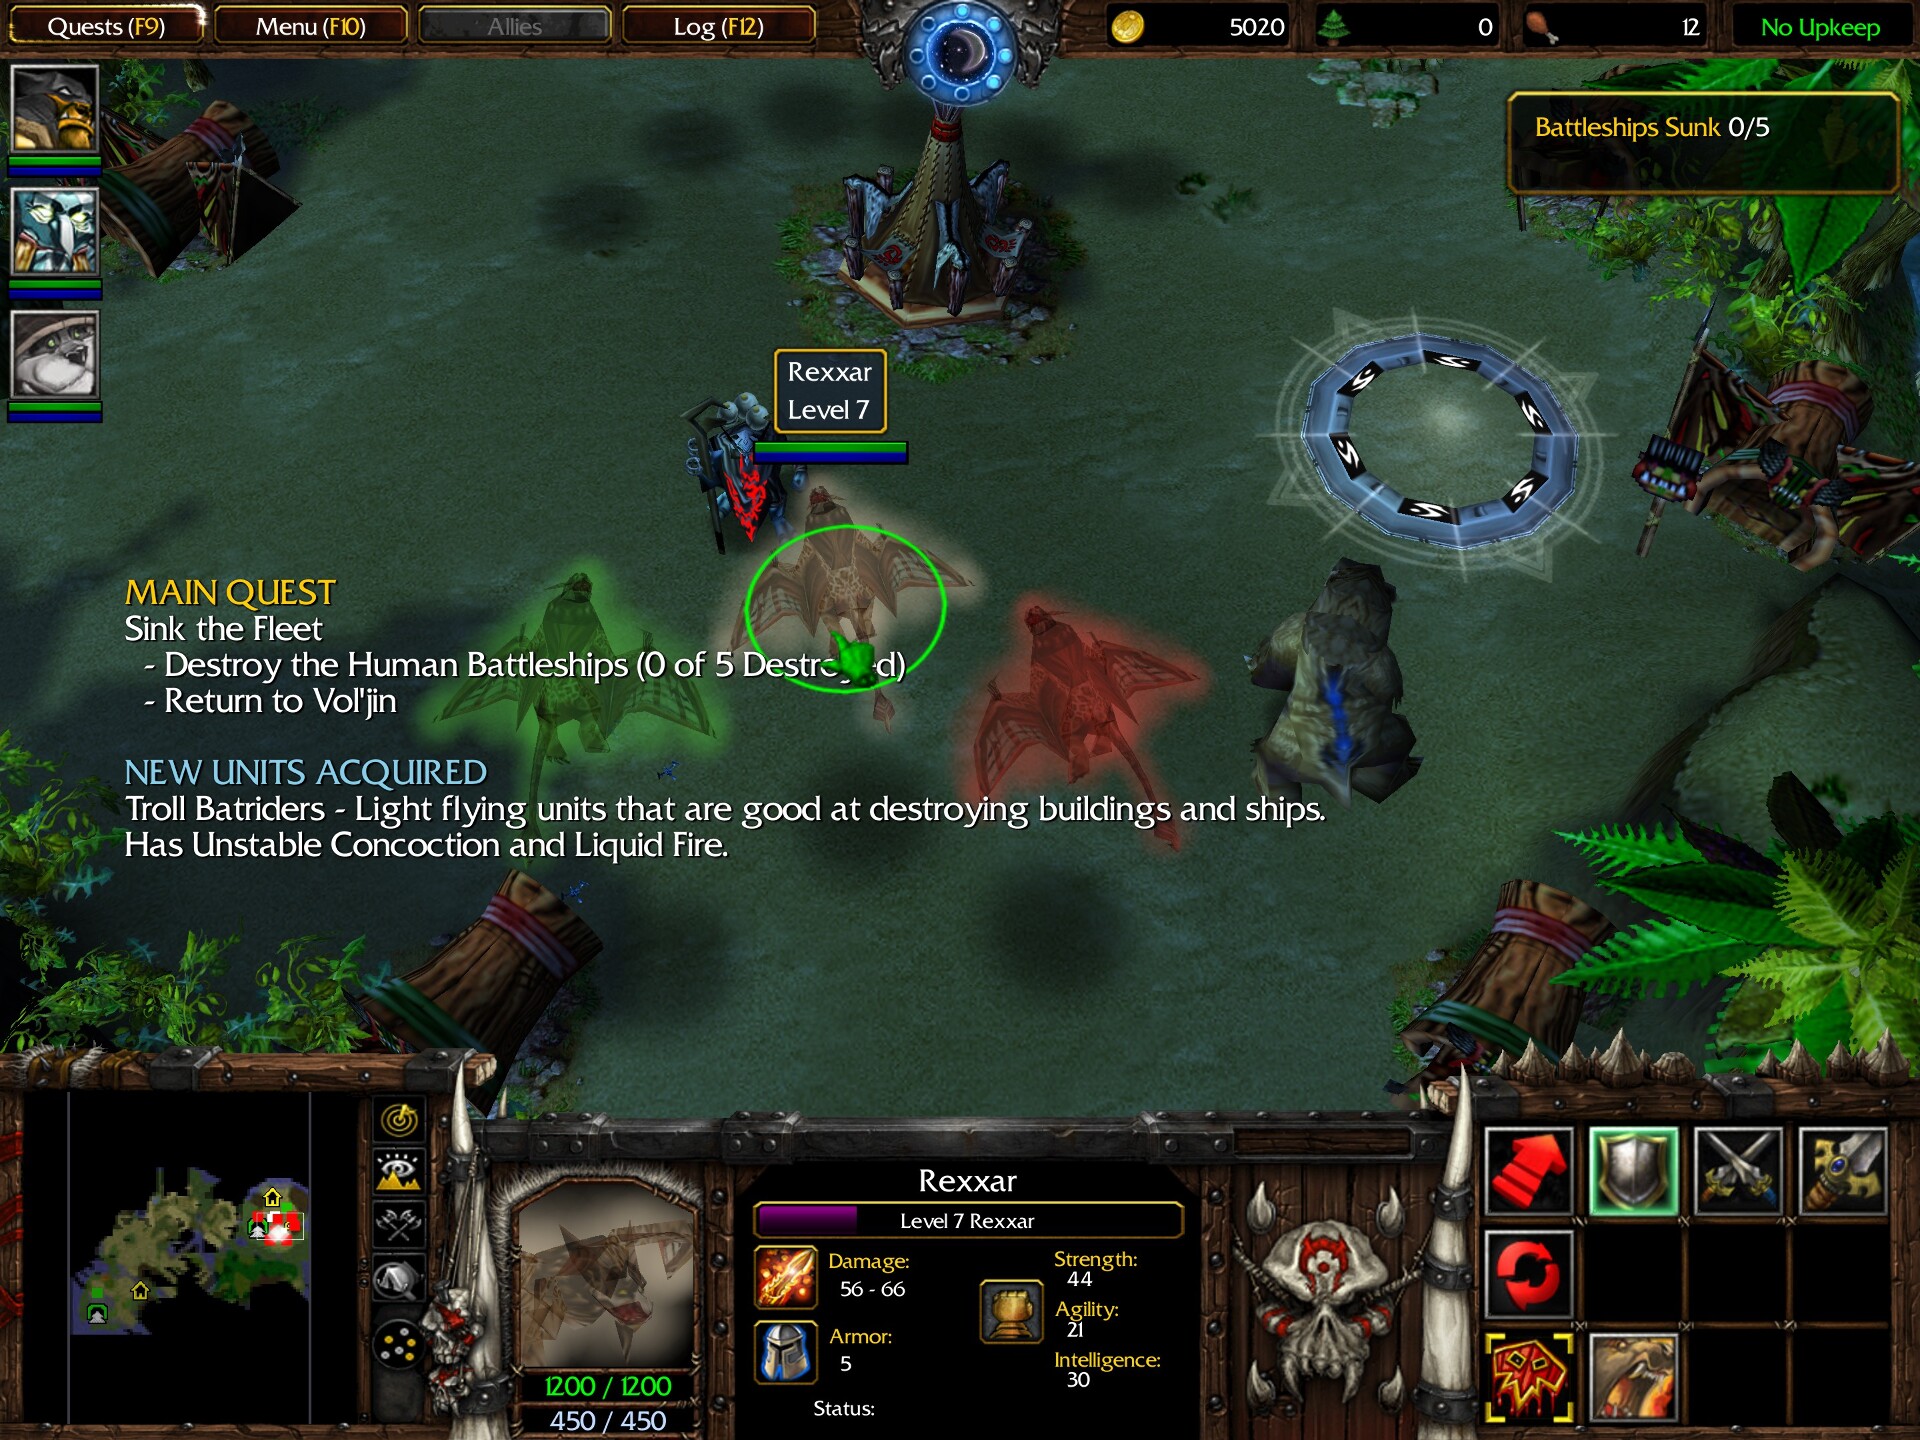 Quests (F9)
Menu (F10)
Allies
Log (F12)
5020
0
12
No Upkeep
Battleships Sunk 0/5
Rexxar
Level 7
MAIN QUEST
Sink the Fleet
- Destroy the Human Battleships (0 of 5 Destroyed)
- Return to Vol'jin
NEW UNITS ACQUIRED
Troll Batriders - Light flying units that are good at destroying buildings and ships.
Has Unstable Concoction and Liquid Fire.
Rexxar
Level 7 Rexxar
Damage:
56 - 66
Armor:
5
Status:
Strength:
44
Agility:
21
Intelligence:
30
1200 / 1200
450 / 450